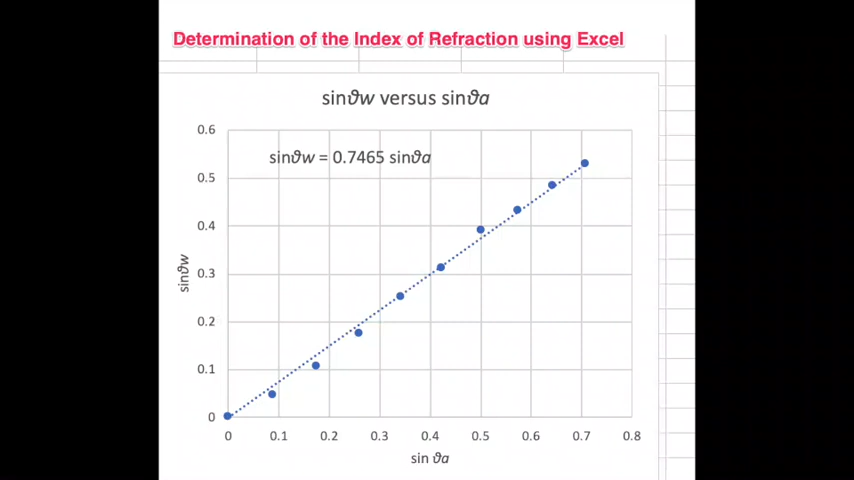 Determination of the Index of Refraction using Excel
sinϑw versus sinϑa
0.6
sinϑw = 0.7465 sinϑa
0.5
0.4
sinϑw
0.3
0.2
0.1
0
0 0.1 0.2 0.3 0.4 0.5 0.6 0.7 0.8
sin ϑa